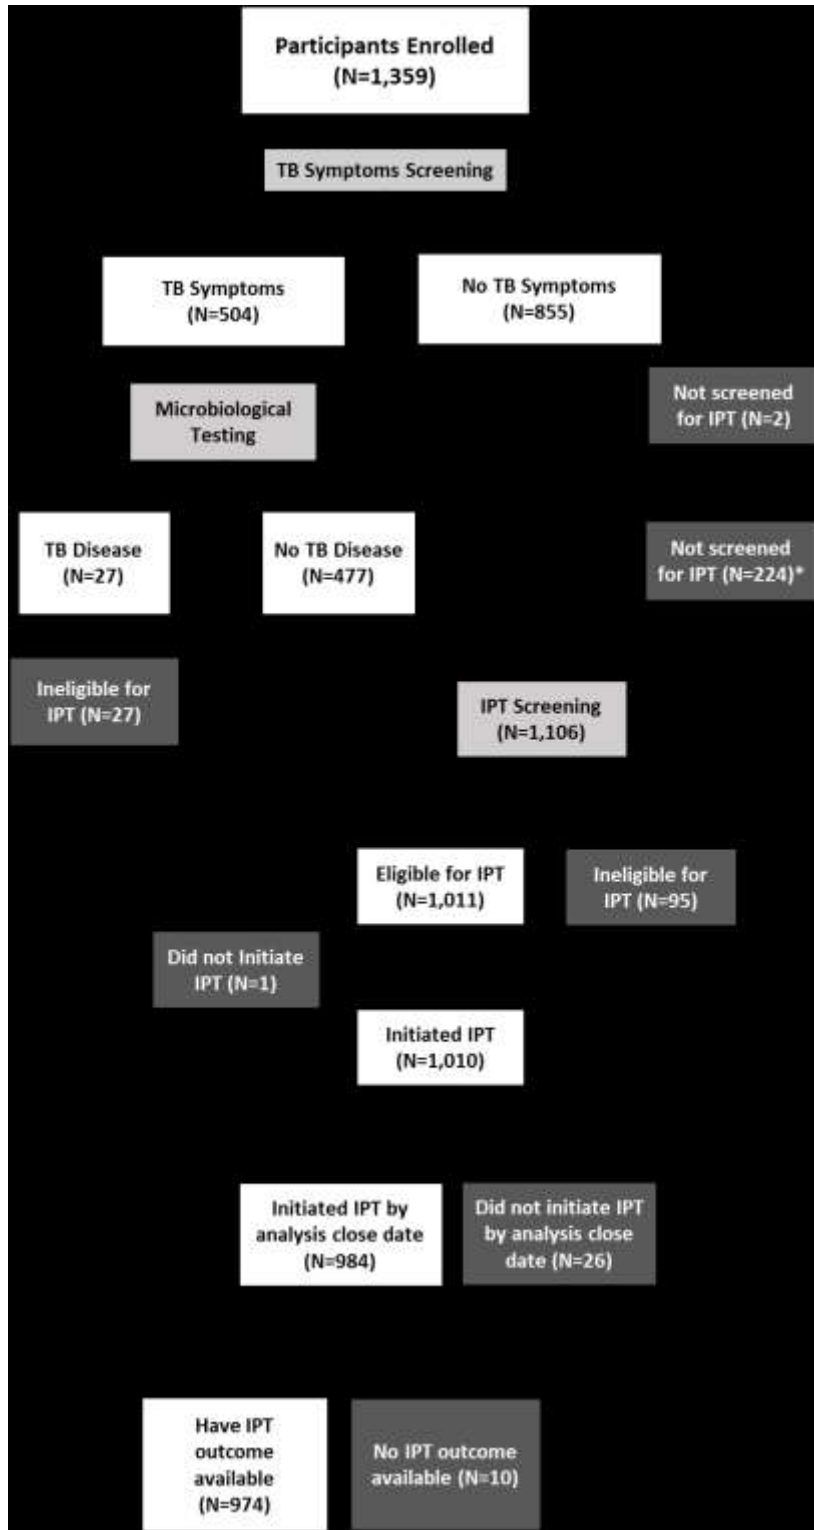 Participants Enrolled
(N=1,359)
TB Symptoms Screening
TB Symptoms
(N=504)
No TB Symptoms
(N=855)
Microbiological
Testing
Not screened
for IPT (N=2)
TB Disease
(N=27)
No TB Disease
(N=477)
Not screened
for IPT (N=224)*
Ineligible for
IPT (N=27)
IPT Screening
(N=1,106)
Eligible for IPT
(N=1,011)
Ineligible for
IPT (N=95)
Did not Initiate
IPT (N=1)
Initiated IPT
(N=1,010)
Initiated IPT by
analysis close date
(N=984)
Did not initiate IPT
by analysis close
date (N=26)
Have IPT
outcome
available
(N=974)
No IPT outcome
available (N=10)